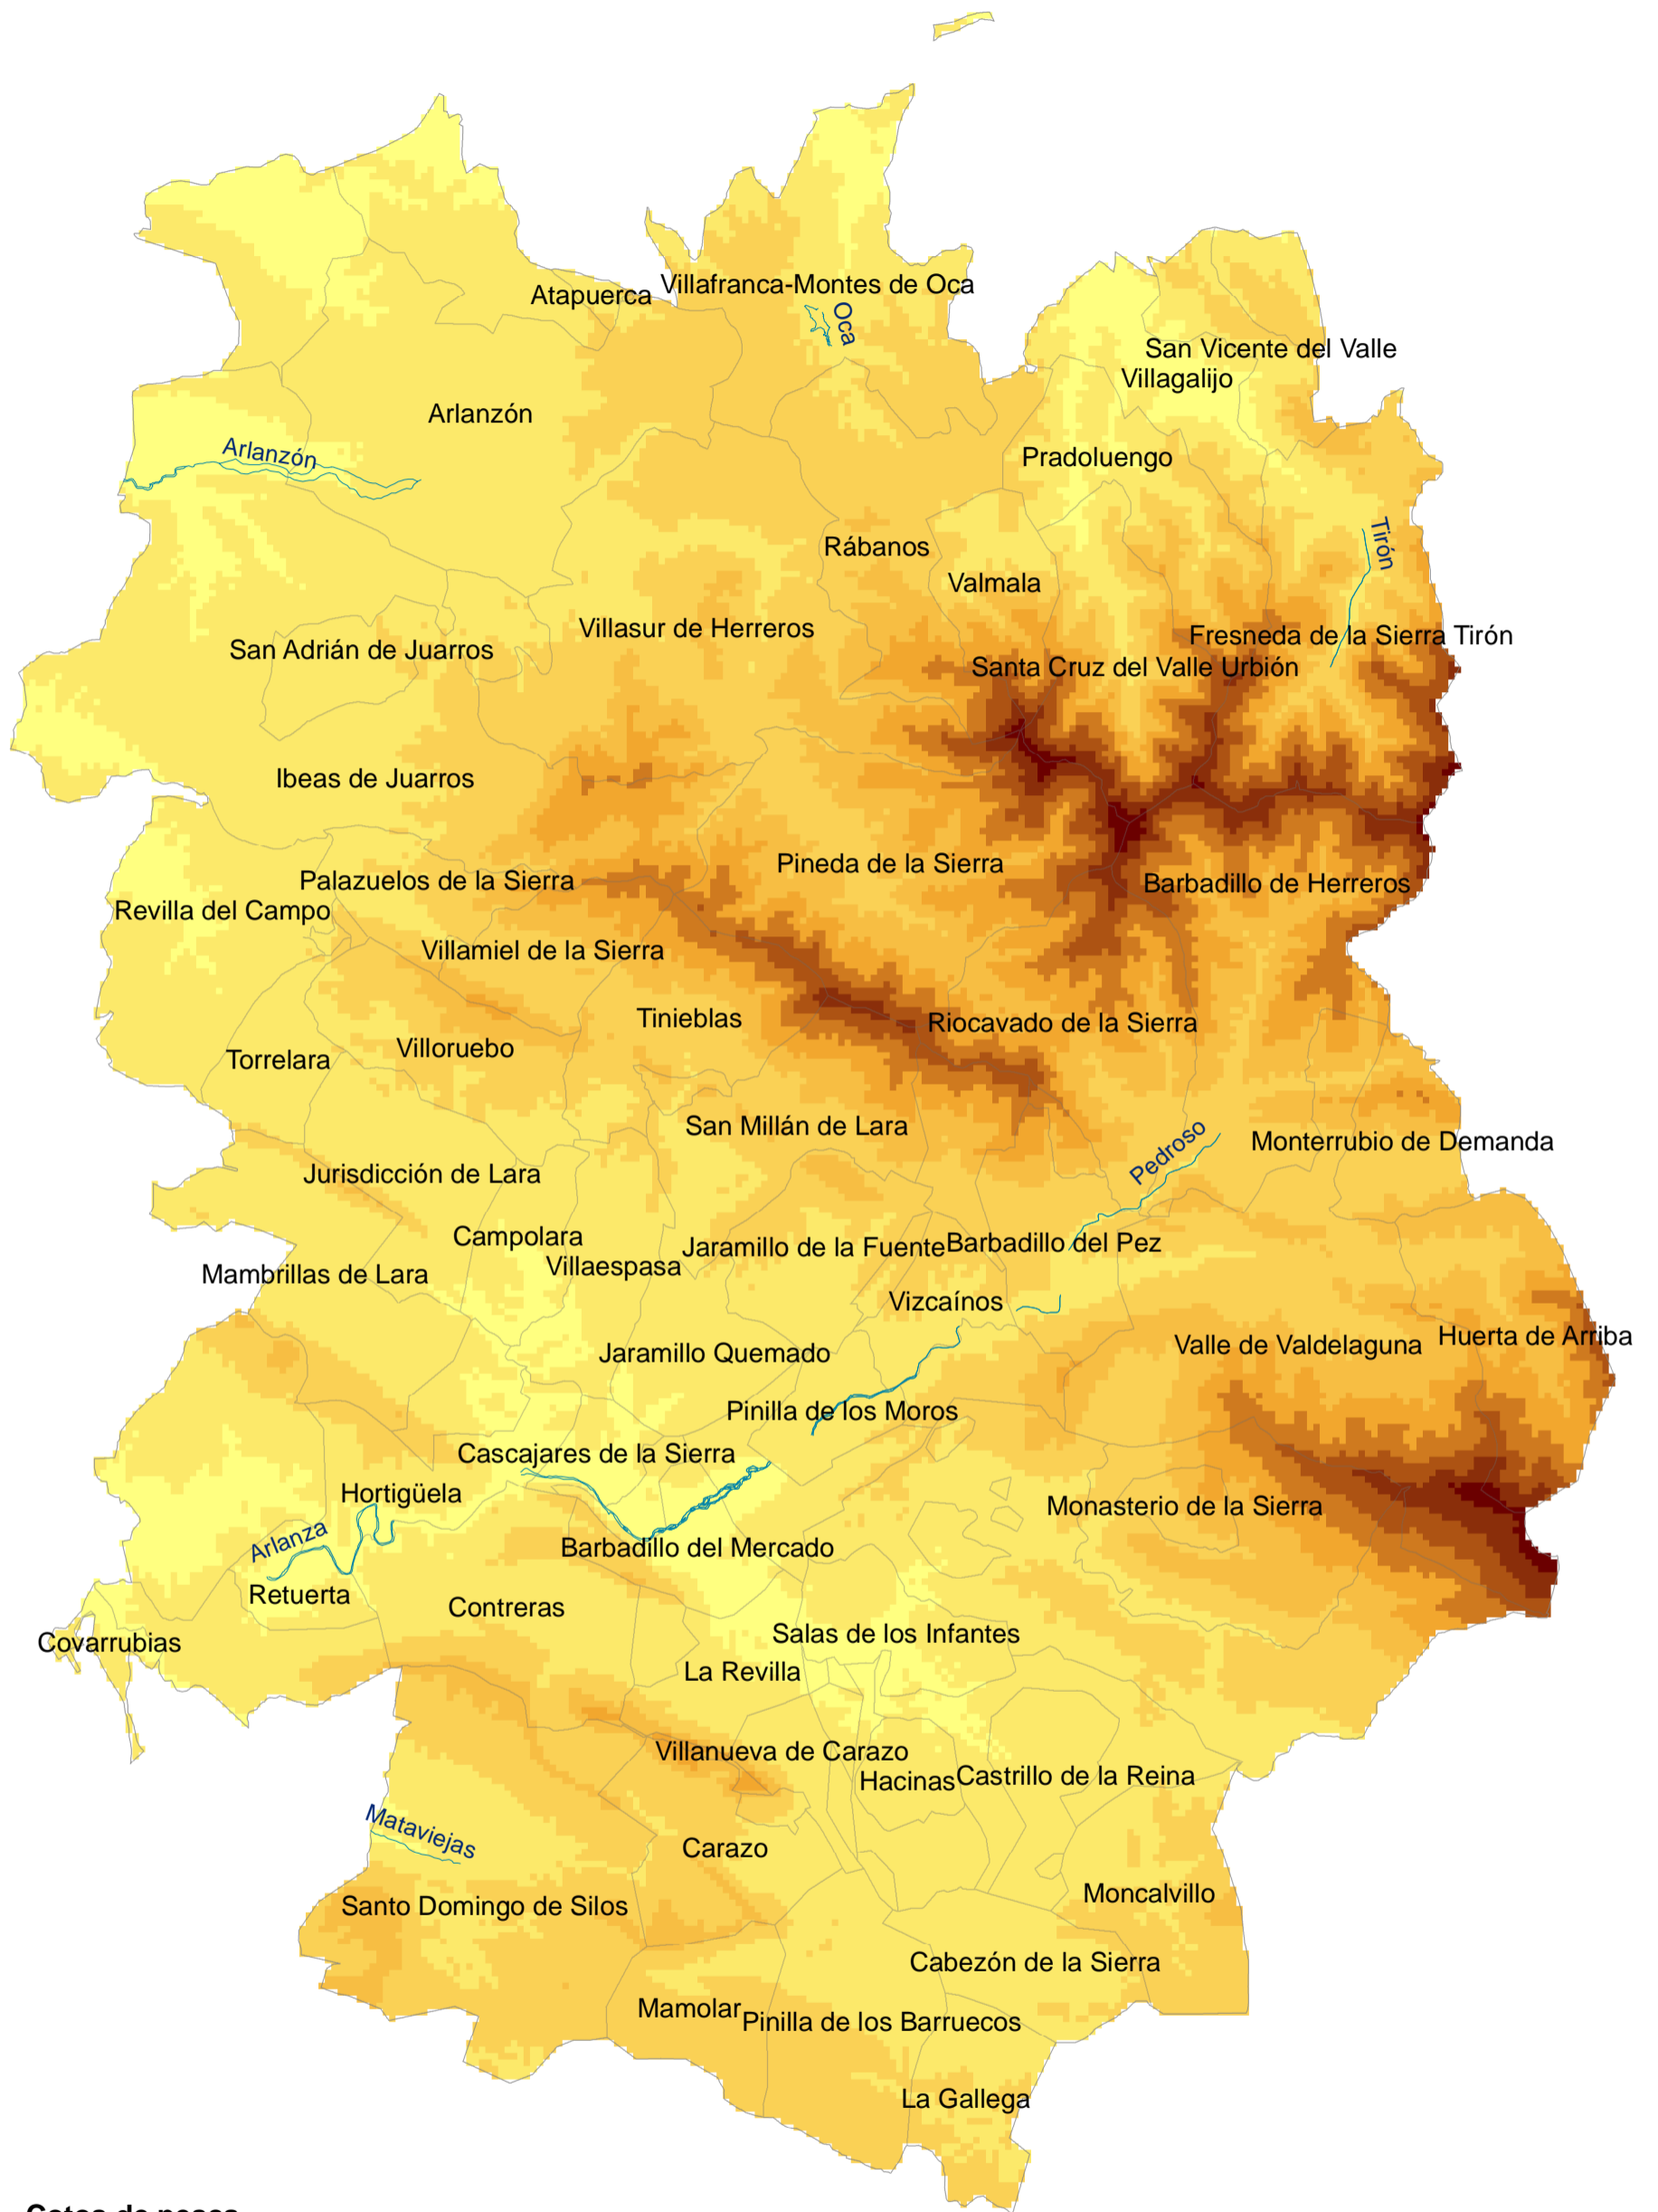 Villafranca-Montes de Oca
Atapuerca
Oca
San Vicente del Valle
Villagalijo
Arlanzón
Arlanzón
Pradoluengo
Tirón
Rábanos
Valmala
Villasur de Herreros
Fresneda de la Sierra Tirón
San Adrián de Juarros
Santa Cruz del Valle Urbión
Ibeas de Juarros
Pineda de la Sierra
Palazuelos de la Sierra
Barbadillo de Herreros
Revilla del Campo
Villamiel de la Sierra
Tinieblas
Riocavado de la Sierra
Villoruebo
Torrelara
San Millán de Lara
Pedroso
Monterrubio de Demanda
Jurisdicción de Lara
Campolara
Jaramillo de la Fuente
Barbadillo del Pez
Villaespasa
Mambrillas de Lara
Vizcaínos
Huerta de Arriba
Valle de Valdelaguna
Jaramillo Quemado
Pinilla de los Moros
Cascajares de la Sierra
Hortigüela
Monasterio de la Sierra
Arlanza
Barbadillo del Mercado
Retuerta
Contreras
Salas de los Infantes
Covarrubias
La Revilla
Villanueva de Carazo
Hacinas
Castrillo de la Reina
Mataviejas
Carazo
Moncalvillo
Santo Domingo de Silos
Cabezón de la Sierra
Mamolar
Pinilla de los Barruecos
La Gallega